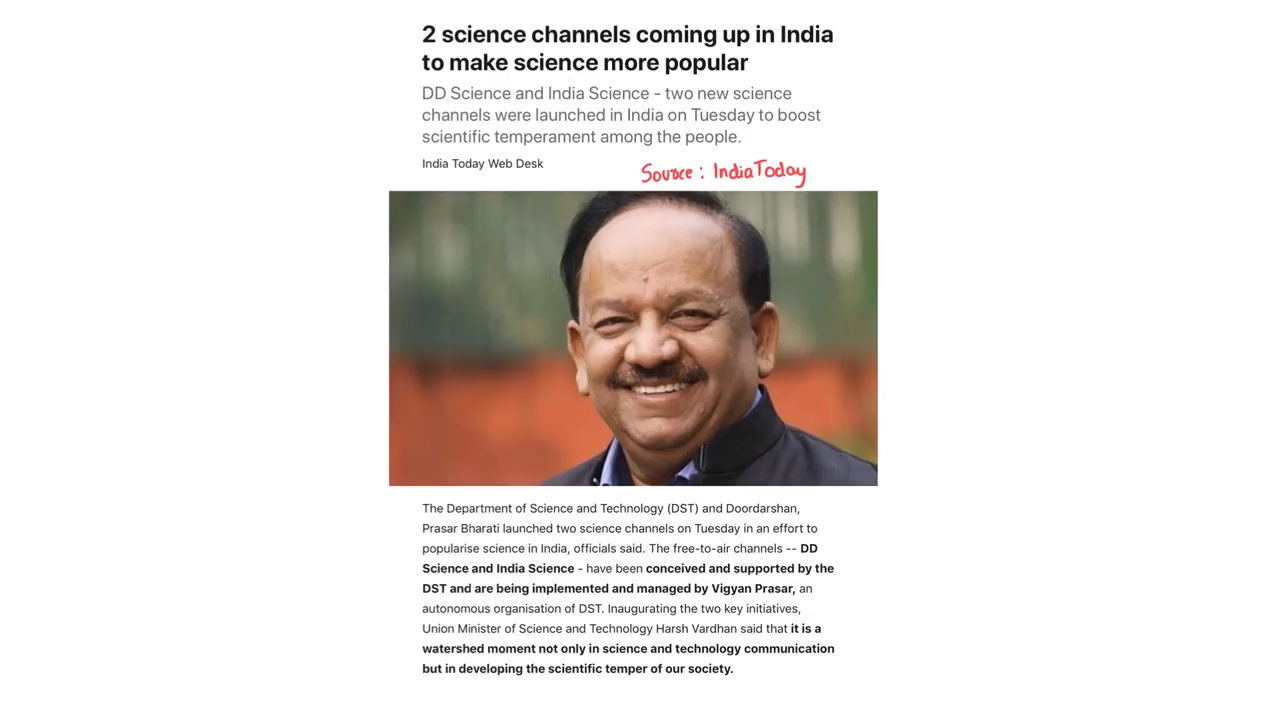 2 science channels coming up in India
to make science more popular
DD Science and India Science - two new science
channels were launched in India on Tuesday to boost
scientific temperament among the people.
India Today Web Desk
Source : IndiaToday
The Department of Science and Technology (DST) and Doordarshan,
Prasar Bharati launched two science channels on Tuesday in an effort to
popularise science in India, officials said. The free-to-air channels -- DD
Science and India Science - have been conceived and supported by the
DST and are being implemented and managed by Vigyan Prasar, an
autonomous organisation of DST. Inaugurating the two key initiatives,
Union Minister of Science and Technology Harsh Vardhan said that it is a
watershed moment not only in science and technology communication
but in developing the scientific temper of our society.